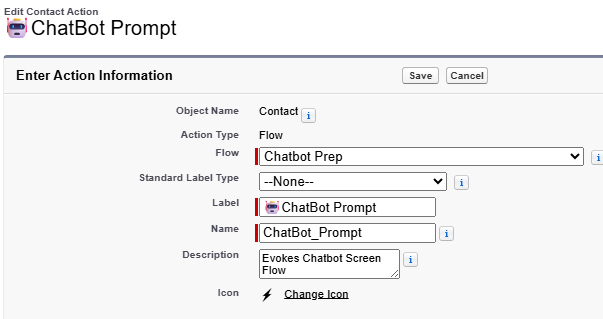 Edit Contact Action
🤖 ChatBot Prompt
Enter Action Information
Save Cancel
Object Name Contact i
Action Type Flow
Flow Chatbot Prep i
Standard Label Type --None-- i
Label 🤖 ChatBot Prompt
Name ChatBot_Prompt i
Description Evokes Chatbot Screen
Flow i
Icon Change Icon